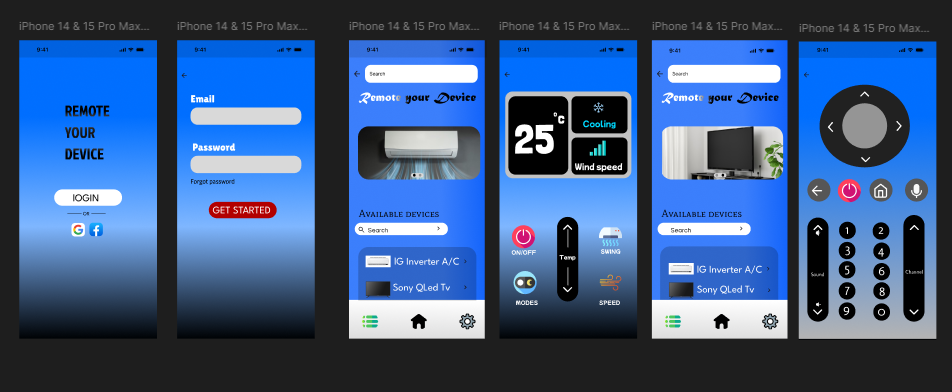 iPhone 14 & 15 Pro Max...
9:41
REMOTE
YOUR
DEVICE
lOGIN
OR
G
f
iPhone 14 & 15 Pro Max...
9:41
Email
Password
Forgot password
GET STARTED
iPhone 14 & 15 Pro Max...
9:41
Search
Remote your Device
Available devices
Search
IG Inverter A/C
Sony QLed Tv
iPhone 14 & 15 Pro Max...
9:41
25°c
Cooling
Wind speed
ON/OFF
Temp
SWING
MODES
SPEED
iPhone 14 & 15 Pro Max...
9:41
Search
Remote your Device
Available devices
Search
IG Inverter A/C
Sony QLed Tv
iPhone 14 & 15 Pro Max...
9:41
1 2
3 4
Sound 5 6 Channel
7 8
9 0